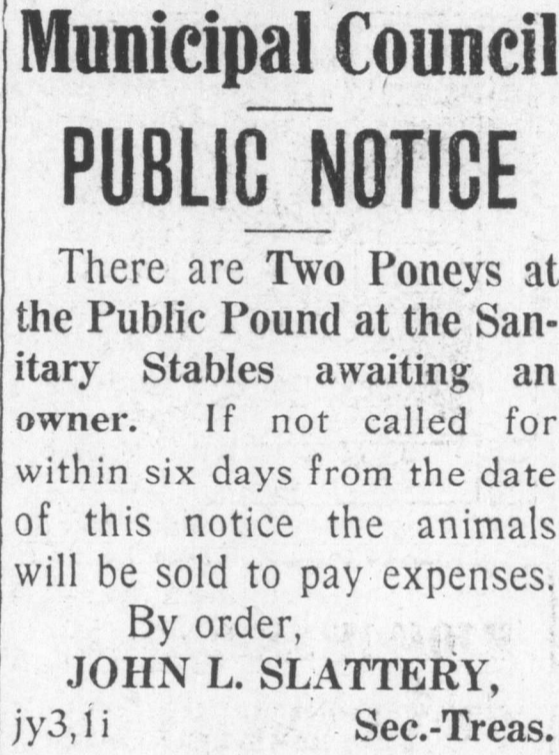 Municipal Council
PUBLIC NOTICE
There are Two Poneys at
the Public Pound at the San-
itary Stables awaiting an
owner. If not called for
within six days from the date
of this notice the animals
will be sold to pay expenses.
By order,
JOHN L. SLATTERY,
jy3,1i Sec.-Treas.